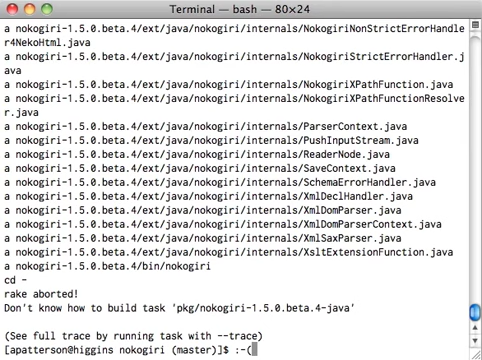 Terminal — bash — 80×24
a nokogiri-1.5.0.beta.4/ext/java/nokogiri/internals/NokogiriNonStrictErrorHandle
r4NekoHtml.java
a nokogiri-1.5.0.beta.4/ext/java/nokogiri/internals/NokogiriStrictErrorHandler.j
ava
a nokogiri-1.5.0.beta.4/ext/java/nokogiri/internals/NokogiriXPathFunction.java
a nokogiri-1.5.0.beta.4/ext/java/nokogiri/internals/NokogiriXPathFunctionResolve
r.java
a nokogiri-1.5.0.beta.4/ext/java/nokogiri/internals/ParserContext.java
a nokogiri-1.5.0.beta.4/ext/java/nokogiri/internals/PushInputStream.java
a nokogiri-1.5.0.beta.4/ext/java/nokogiri/internals/ReaderNode.java
a nokogiri-1.5.0.beta.4/ext/java/nokogiri/internals/SaveContext.java
a nokogiri-1.5.0.beta.4/ext/java/nokogiri/internals/SchemaErrorHandler.java
a nokogiri-1.5.0.beta.4/ext/java/nokogiri/internals/XmlDeclHandler.java
a nokogiri-1.5.0.beta.4/ext/java/nokogiri/internals/XmlDomParser.java
a nokogiri-1.5.0.beta.4/ext/java/nokogiri/internals/XmlDomParserContext.java
a nokogiri-1.5.0.beta.4/ext/java/nokogiri/internals/XmlSaxParser.java
a nokogiri-1.5.0.beta.4/ext/java/nokogiri/internals/XsltExtensionFunction.java
a nokogiri-1.5.0.beta.4/bin/nokogiri
cd -
rake aborted!
Don't know how to build task 'pkg/nokogiri-1.5.0.beta.4-java'

(See full trace by running task with --trace)
[apatterson@higgins nokogiri (master)]$ :-(